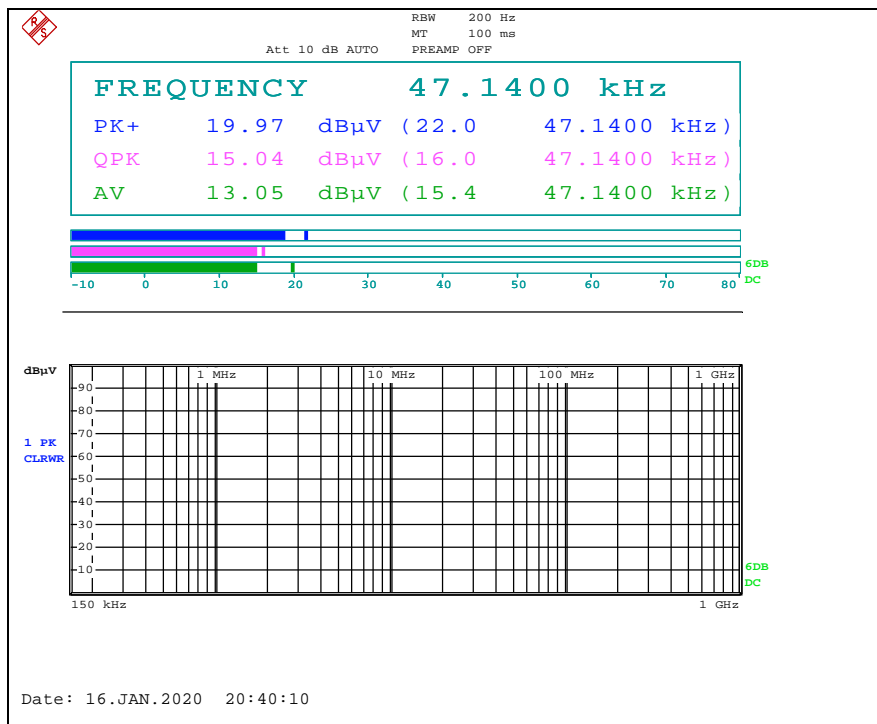 R S
RBW 200 Hz
MT 100 ms
Att 10 dB AUTO PREAMP OFF
FREQUENCY 47.1400 kHz
PK+ 19.97 dBµV (22.0 47.1400 kHz)
QPK 15.04 dBµV (16.0 47.1400 kHz)
AV 13.05 dBµV (15.4 47.1400 kHz)
6DB
-10 0 10 20 30 40 50 60 70 80 DC
dBµV 1 MHz 10 MHz 100 MHz 1 GHz
90
80
70
1 PK
CLRWR 60
50
40
30
20
10 6DB
DC
150 kHz 1 GHz
Date: 16.JAN.2020 20:40:10